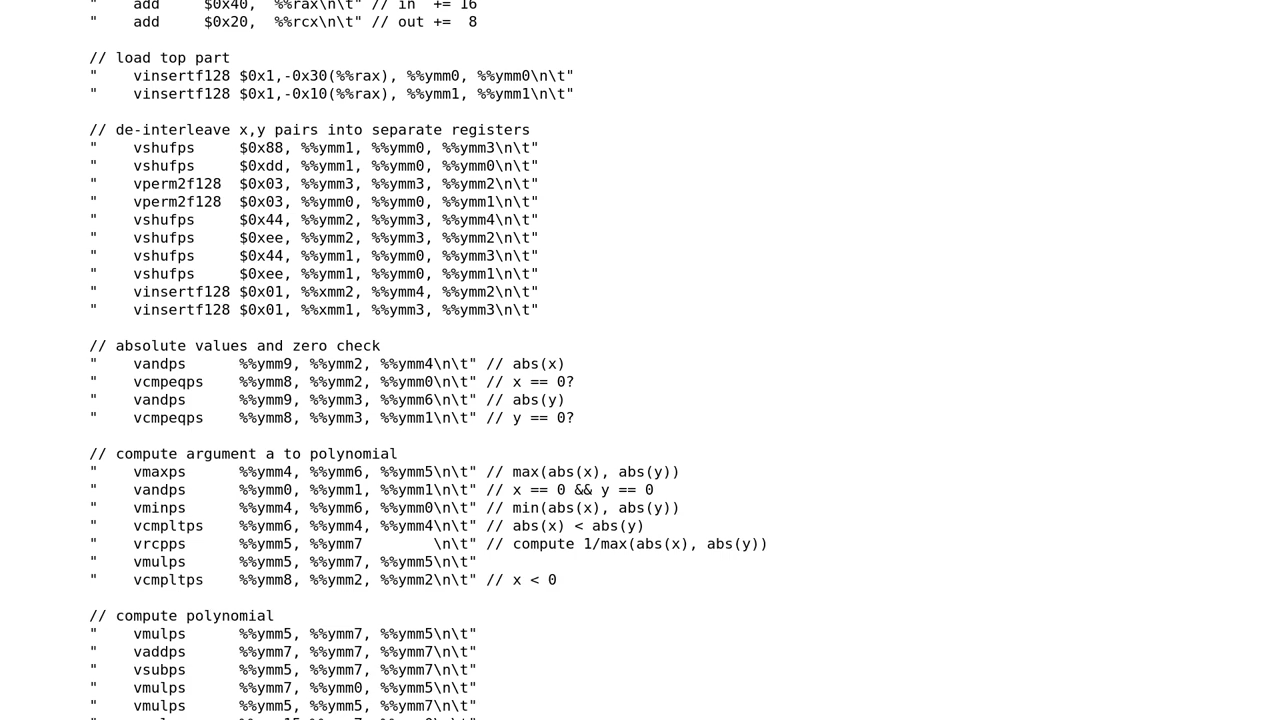 "    add     $0x40,  %%rax\n\t" // in  += 16
"    add     $0x20,  %%rcx\n\t" // out +=  8
// load top part
"    vinsertf128 $0x1,-0x30(%%rax), %%ymm0, %%ymm0\n\t"
"    vinsertf128 $0x1,-0x10(%%rax), %%ymm1, %%ymm1\n\t"
// de-interleave x,y pairs into separate registers
"    vshufps     $0x88, %%ymm1, %%ymm0, %%ymm3\n\t"
"    vshufps     $0xdd, %%ymm1, %%ymm0, %%ymm0\n\t"
"    vperm2f128  $0x03, %%ymm3, %%ymm3, %%ymm2\n\t"
"    vperm2f128  $0x03, %%ymm0, %%ymm0, %%ymm1\n\t"
"    vshufps     $0x44, %%ymm2, %%ymm3, %%ymm4\n\t"
"    vshufps     $0xee, %%ymm2, %%ymm3, %%ymm2\n\t"
"    vshufps     $0x44, %%ymm1, %%ymm0, %%ymm3\n\t"
"    vshufps     $0xee, %%ymm1, %%ymm0, %%ymm1\n\t"
"    vinsertf128 $0x01, %%xmm2, %%ymm4, %%ymm2\n\t"
"    vinsertf128 $0x01, %%xmm1, %%ymm3, %%ymm3\n\t"
// absolute values and zero check
"    vandps      %%ymm9, %%ymm2, %%ymm4\n\t" // abs(x)
"    vcmpeqps    %%ymm8, %%ymm2, %%ymm0\n\t" // x == 0?
"    vandps      %%ymm9, %%ymm3, %%ymm6\n\t" // abs(y)
"    vcmpeqps    %%ymm8, %%ymm3, %%ymm1\n\t" // y == 0?
// compute argument a to polynomial
"    vmaxps      %%ymm4, %%ymm6, %%ymm5\n\t" // max(abs(x), abs(y))
"    vandps      %%ymm0, %%ymm1, %%ymm1\n\t" // x == 0 && y == 0
"    vminps      %%ymm4, %%ymm6, %%ymm0\n\t" // min(abs(x), abs(y))
"    vcmpltps    %%ymm6, %%ymm4, %%ymm4\n\t" // abs(x) < abs(y)
"    vrcpps      %%ymm5, %%ymm7        \n\t" // compute 1/max(abs(x), abs(y))
"    vmulps      %%ymm5, %%ymm7, %%ymm5\n\t"
"    vcmpltps    %%ymm8, %%ymm2, %%ymm2\n\t" // x < 0
// compute polynomial
"    vmulps      %%ymm5, %%ymm7, %%ymm5\n\t"
"    vaddps      %%ymm7, %%ymm7, %%ymm7\n\t"
"    vsubps      %%ymm5, %%ymm7, %%ymm7\n\t"
"    vmulps      %%ymm7, %%ymm0, %%ymm5\n\t"
"    vmulps      %%ymm5, %%ymm5, %%ymm7\n\t"